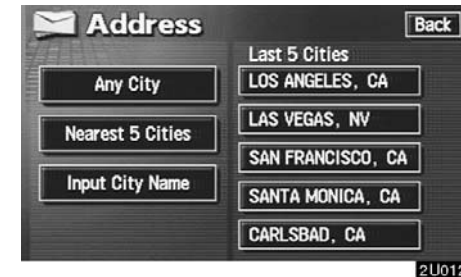 Address
Back
Any City
Nearest 5 Cities
Input City Name
Last 5 Cities
LOS ANGELES, CA
LAS VEGAS, NV
SAN FRANCISCO, CA
SANTA MONICA, CA
CARLSBAD, CA